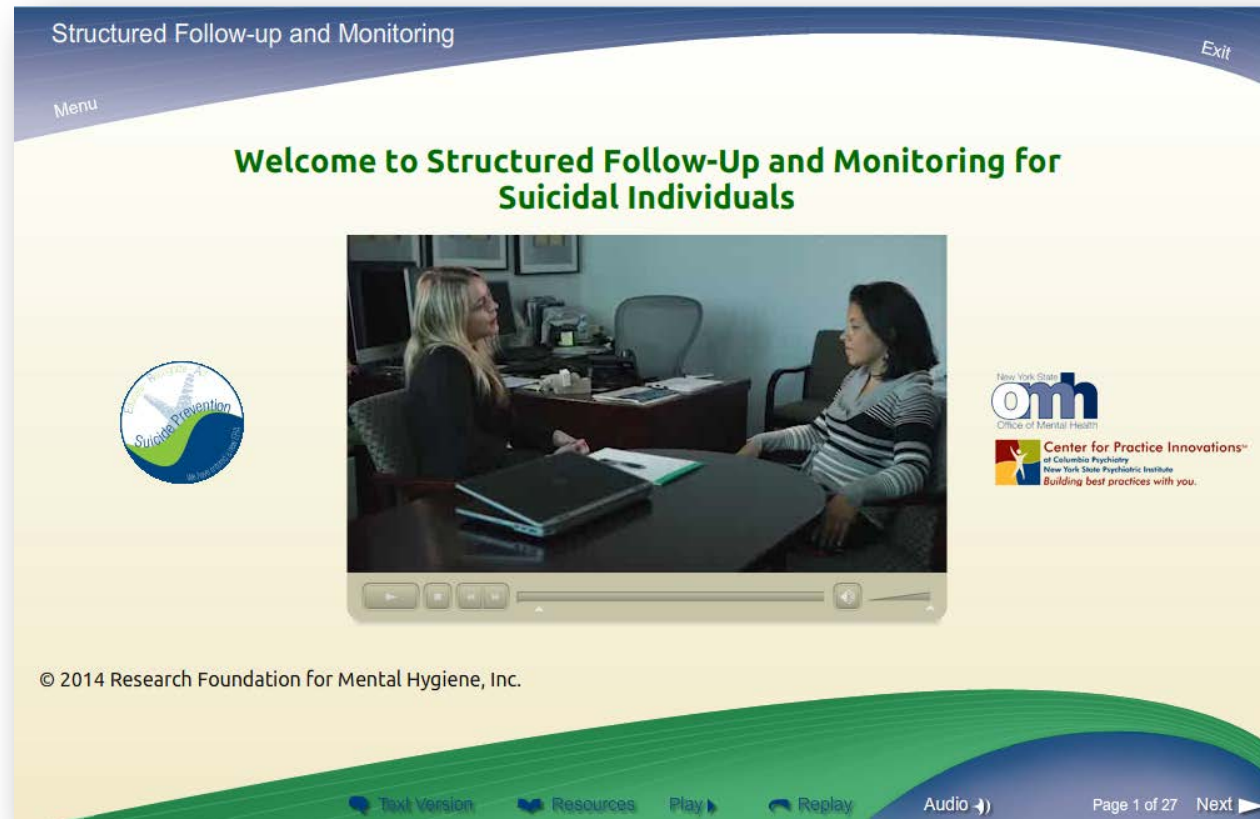 Structured Follow-up and Monitoring
Exit
Menu
Welcome to Structured Follow-Up and Monitoring for
Suicidal Individuals
Suicide Prevention
New York State
omh
Office of Mental Health
Center for Practice Innovations℠
at Columbia Psychiatry
New York State Psychiatric Institute
Building best practices with you.
© 2014 Research Foundation for Mental Hygiene, Inc.
Text Version
Resources
Play
Replay
Audio
Page 1 of 27
Next